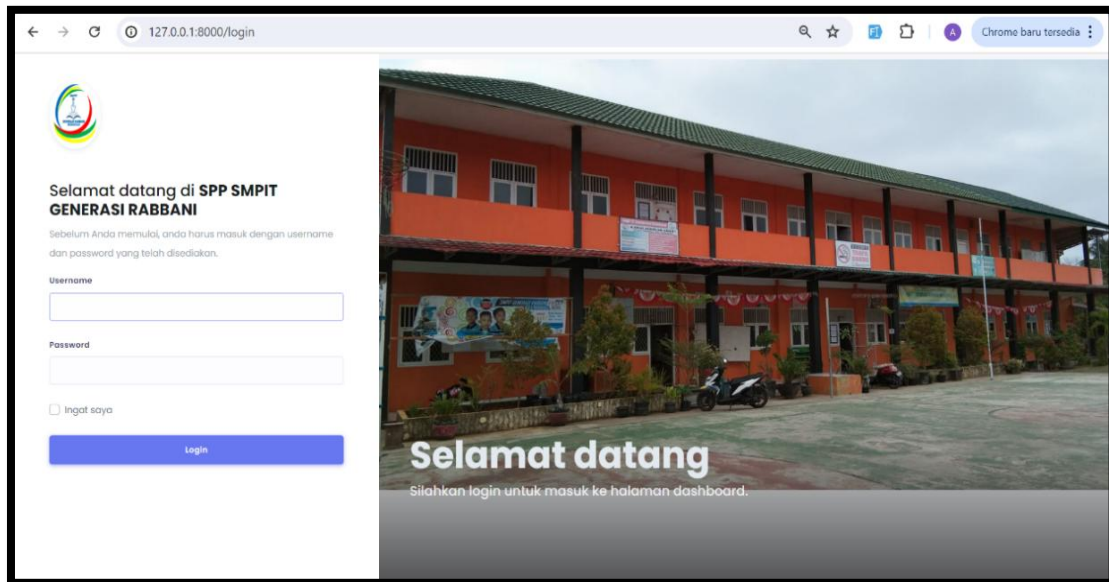 127.0.0.1:8000/login
A
Chrome baru tersedia
Selamat datang di SPP SMPIT
GENERASI RABBANI
Sebelum Anda memulai, anda harus masuk dengan username
dan password yang telah disediakan.
Username
Password
Ingat saya
Login
Selamat datang
Silahkan login untuk masuk ke halaman dashboard.